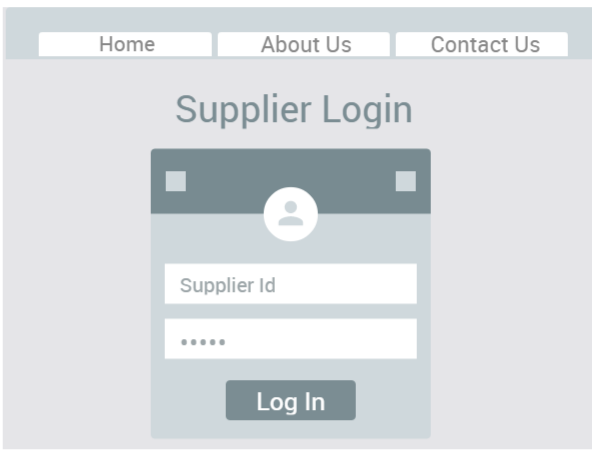 Home About Us Contact Us
Supplier Login
Supplier Id
•••••
Log In